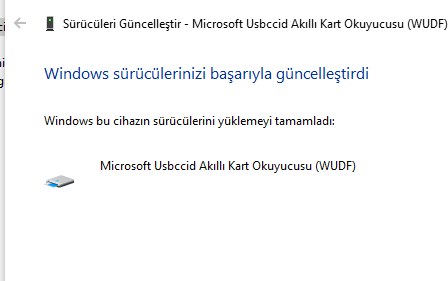 Sürücüleri Güncelleştir - Microsoft Usbccid Akıllı Kart Okuyucusu (WUDF)
Windows sürücülerinizi başarıyla güncelleştirdi
Windows bu cihazın sürücülerini yüklemeyi tamamladı:
Microsoft Usbccid Akıllı Kart Okuyucusu (WUDF)